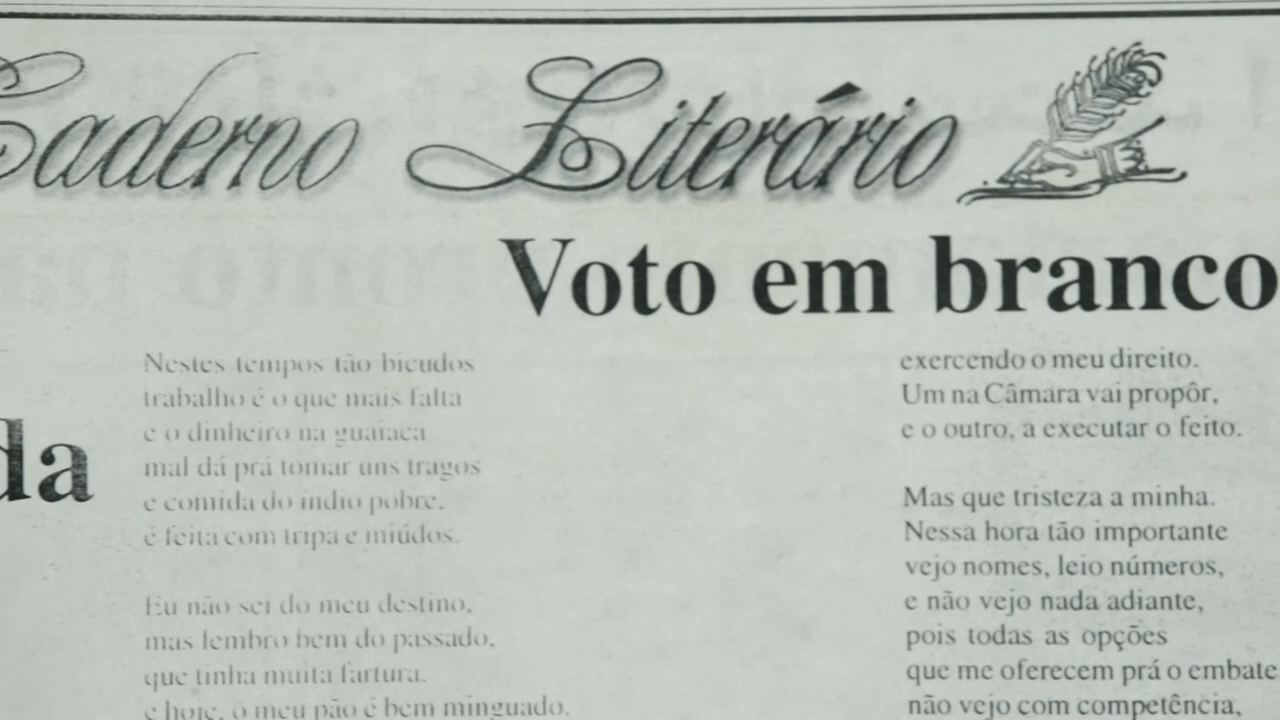 Caderno Literário
Voto em branco
da
Nestes tempos tão bicudos
trabalho é o que mais falta
e o dinheiro na guaiaca
mal dá prá tomar uns tragos
e comida do índio pobre,
é feita com tripa e miúdos.
Eu não sei do meu destino,
mas lembro bem do passado,
que tinha muita fartura.
e hoje, o meu pão é bem minguado.
exercendo o meu direito.
Um na Câmara vai propôr,
e o outro, a executar o feito.
Mas que tristeza a minha.
Nessa hora tão importante
vejo nomes, leio números,
e não vejo nada adiante,
pois todas as opções
que me oferecem prá o embate
não vejo com competência,